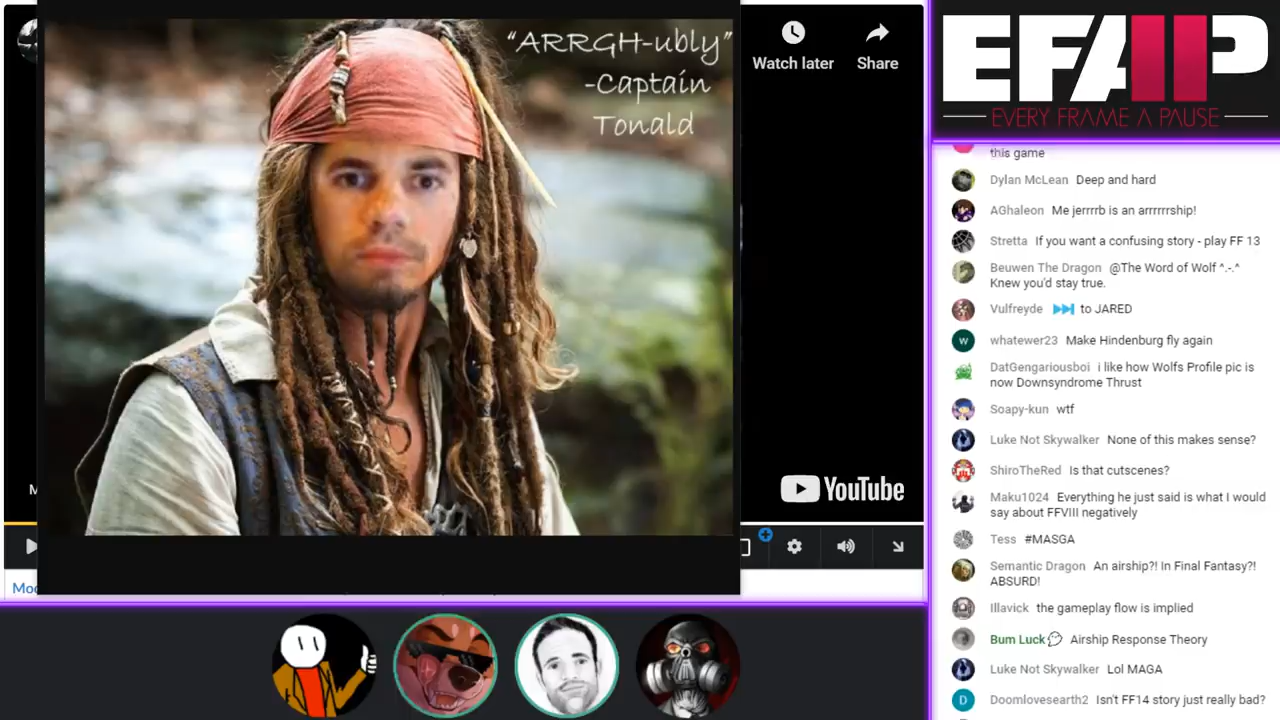 "ARRGH-ubly"
-Captain
Tonald
Watch later
Share
YouTube
EFAP
EVERY FRAME A PAUSE
this game
Dylan McLean Deep and hard
AGhaleon Me jerrrrb is an arrrrrrship!
Stretta If you want a confusing story - play FF 13
Beuwen The Dragon @The Word of Wolf ^.-.^
Knew you'd stay true.
Vulfreyde ⏭ to JARED
whatewer23 Make Hindenburg fly again
DatGengariousboi i like how Wolfs Profile pic is
now Downsyndrome Thrust
Soapy-kun wtf
Luke Not Skywalker None of this makes sense?
ShiroTheRed Is that cutscenes?
Maku1024 Everything he just said is what I would
say about FFVIII negatively
Tess #MASGA
Semantic Dragon An airship?! In Final Fantasy?!
ABSURD!
Illavick the gameplay flow is implied
Bum Luck Airship Response Theory
Luke Not Skywalker Lol MAGA
D Doomlovesearth2 Isn't FF14 story just really bad?